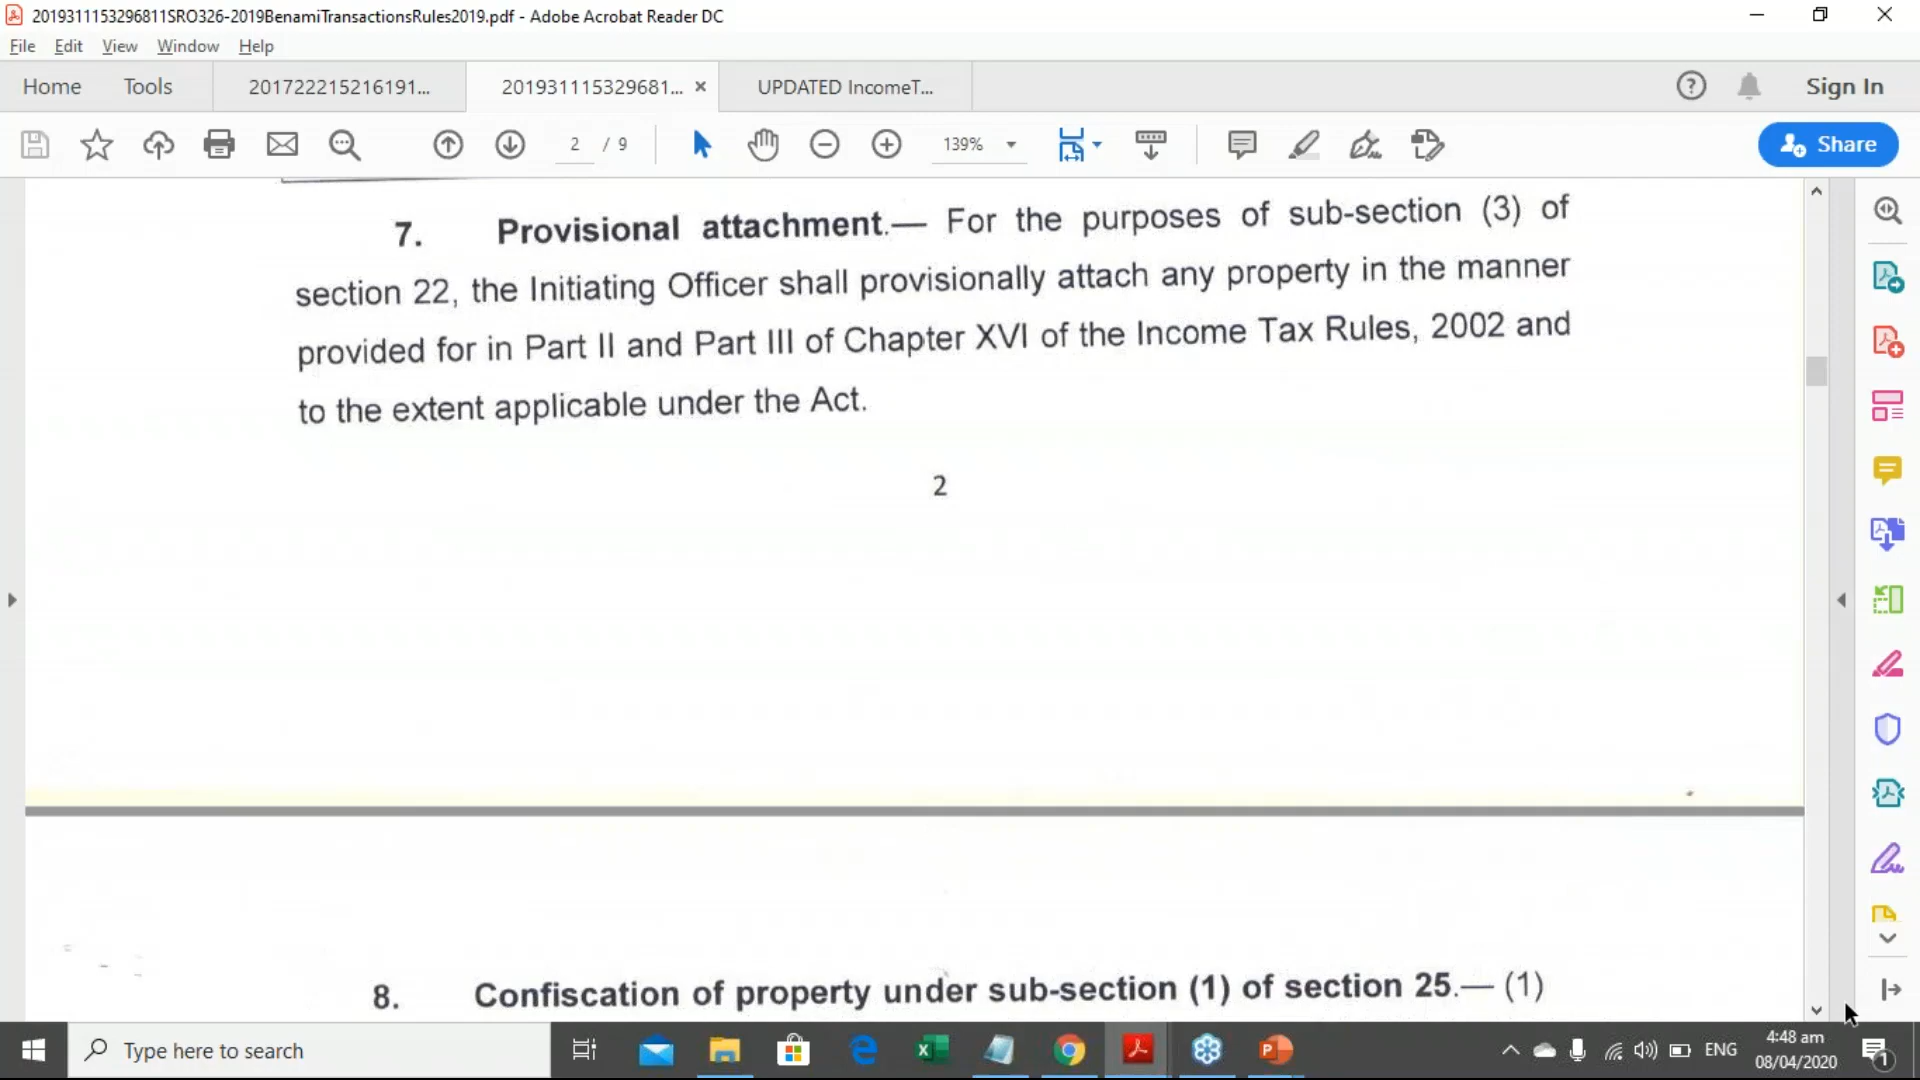 2019311153296811SRO326-2019BenamiTransactionsRules2019.pdf - Adobe Acrobat Reader DC
File Edit View Window Help
Home Tools 201722215216191... 201931115329681... × UPDATED IncomeT... Sign In
2 / 9 139% Share
7. Provisional attachment.— For the purposes of sub-section (3) of
section 22, the Initiating Officer shall provisionally attach any property in the manner
provided for in Part II and Part III of Chapter XVI of the Income Tax Rules, 2002 and
to the extent applicable under the Act.
2
8. Confiscation of property under sub-section (1) of section 25.— (1)
Type here to search
ENG
4:48 am
08/04/2020
1